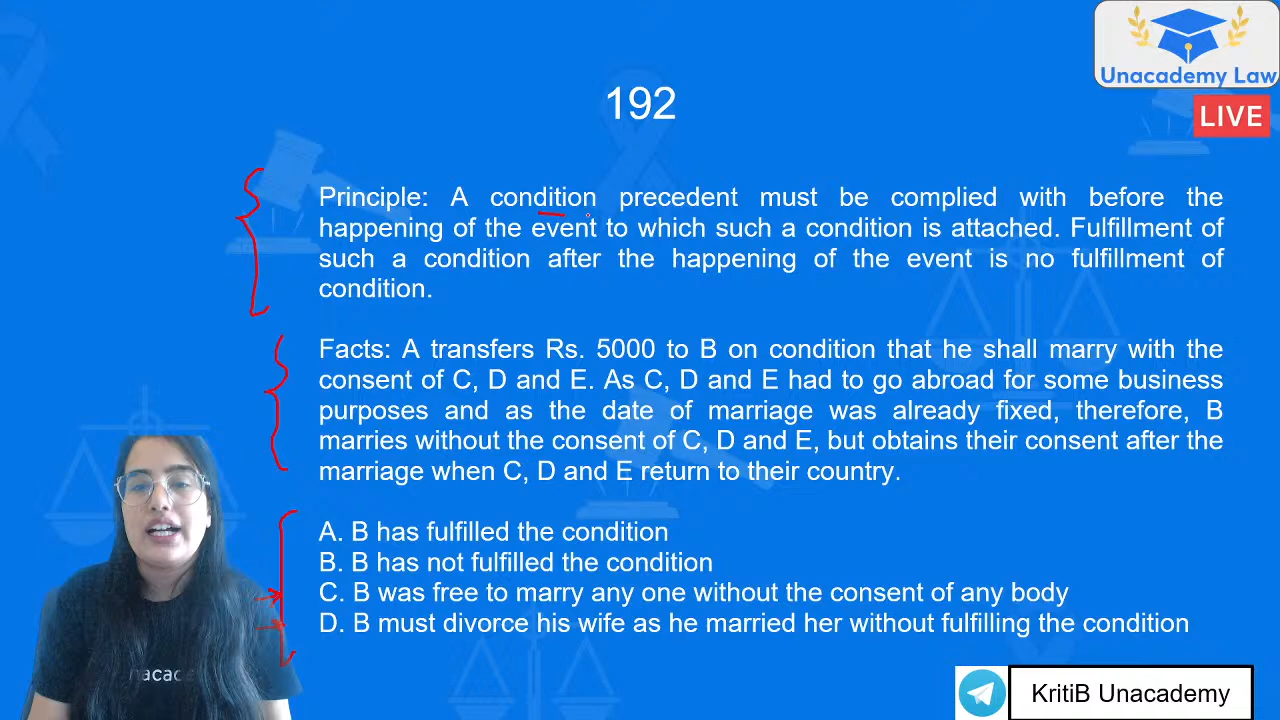 Unacademy Law
LIVE
192
Principle: A condition precedent must be complied with before the
happening of the event to which such a condition is attached. Fulfillment of
such a condition after the happening of the event is no fulfillment of
condition.
Facts: A transfers Rs. 5000 to B on condition that he shall marry with the
consent of C, D and E. As C, D and E had to go abroad for some business
purposes and as the date of marriage was already fixed, therefore, B
marries without the consent of C, D and E, but obtains their consent after the
marriage when C, D and E return to their country.
A. B has fulfilled the condition
B. B has not fulfilled the condition
C. B was free to marry any one without the consent of any body
D. B must divorce his wife as he married her without fulfilling the condition
KritiB Unacademy